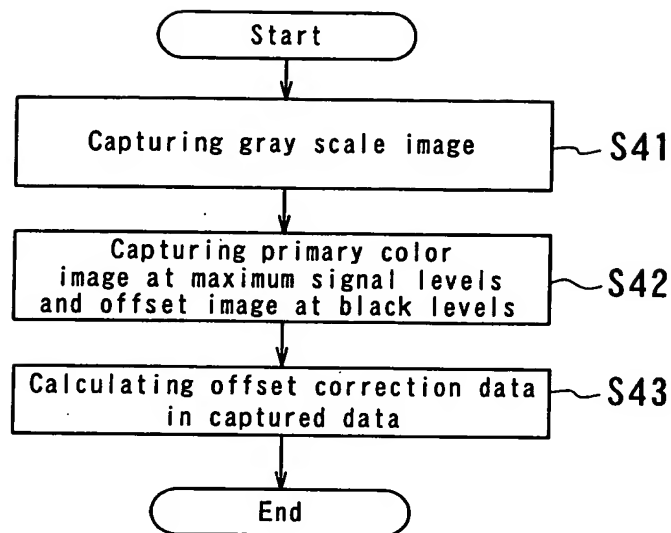 Start
Capturing gray scale image
S41
Capturing primary color
image at maximum signal levels
and offset image at black levels
S42
Calculating offset correction data
in captured data
S43
End